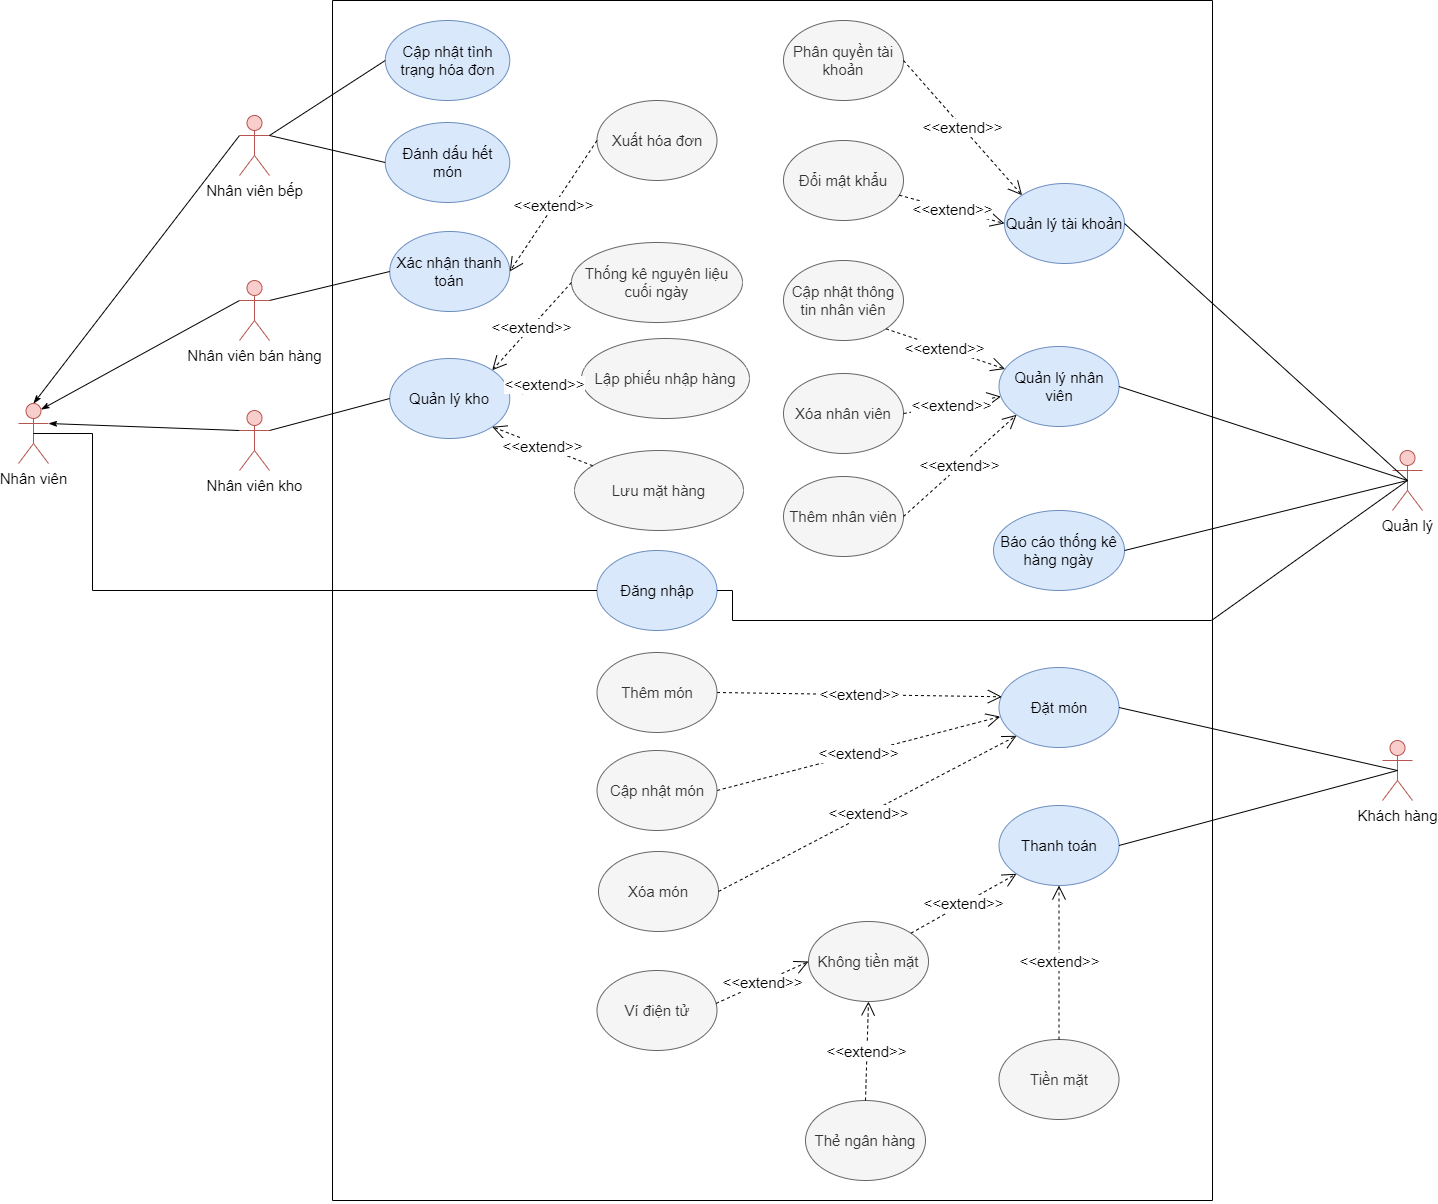 Cập nhật tình
trạng hóa đơn
Phân quyền tài
khoản
<<extend>>
Xuất hóa đơn
Đánh dấu hết
món
Nhân viên bếp
Đổi mật khẩu
<<extend>>
<<extend>>
Quản lý tài khoản
Xác nhận thanh
toán
Thống kê nguyên liệu
cuối ngày
Cập nhật thông
tin nhân viên
<<extend>>
Nhân viên bán hàng
<<extend>>
Lập phiếu nhập hàng
<<extend>>
Quản lý kho
Quản lý nhân
viên
<<extend>>
Xóa nhân viên
<<extend>>
<<extend>>
Nhân viên
Nhân viên kho
Lưu mặt hàng
Thêm nhân viên
Quản lý
Báo cáo thống kê
hàng ngày
Đăng nhập
Thêm món
<<extend>>
Đặt món
<<extend>>
Cập nhật món
<<extend>>
Khách hàng
Thanh toán
Xóa món
<<extend>>
Không tiền mặt
<<extend>>
<<extend>>
Ví điện tử
<<extend>>
Tiền mặt
Thẻ ngân hàng